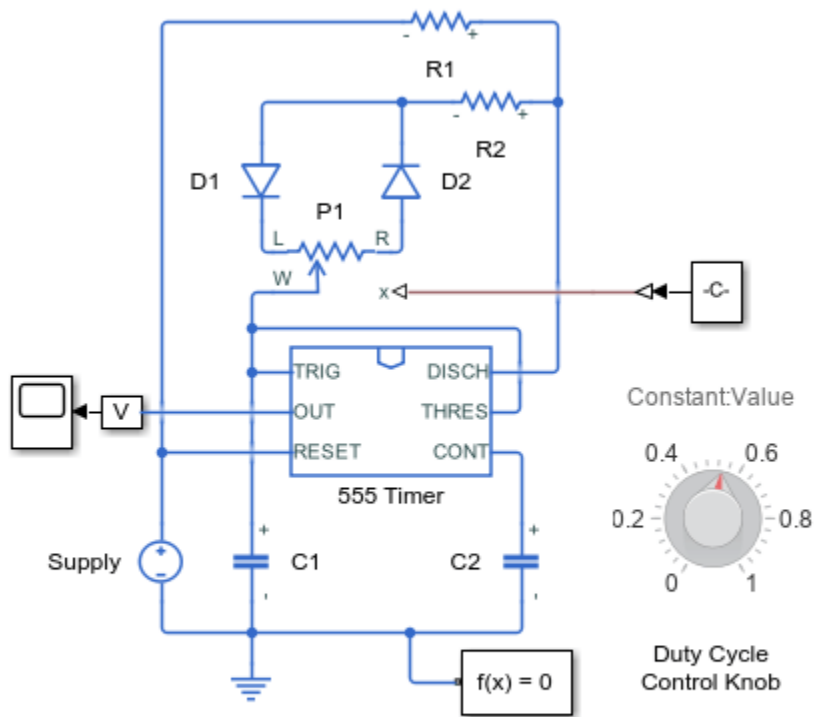 - +
R1
- +
R2
D1
D2
P1
L R
W
x
-C-
TRIG DISCH
V
OUT THRES
RESET CONT
555 Timer
Constant:Value
0.4 0.6
0.2 0.8
0 1
+ +
Supply
+
-
C1
C2
' '
f(x) = 0
Duty Cycle
Control Knob